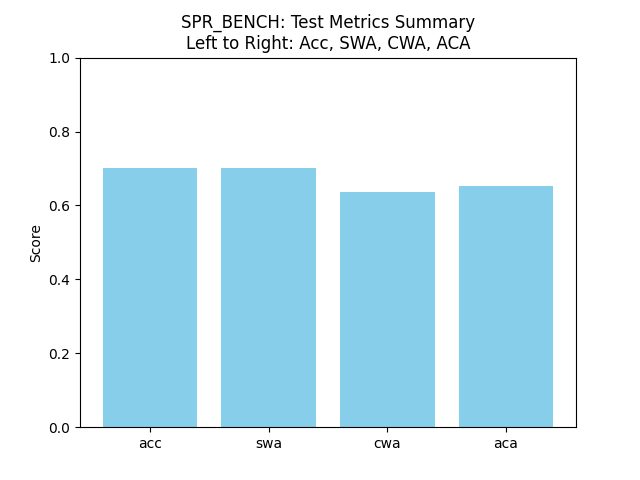 SPR_BENCH: Test Metrics Summary
Left to Right: Acc, SWA, CWA, ACA
1.0
0.8
0.6
0.4
0.2
0.0
Score
acc swa cwa aca